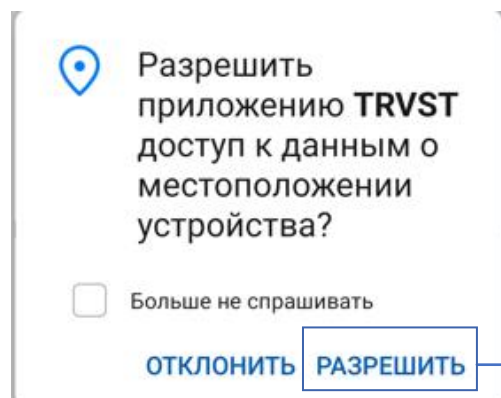 Разрешить
приложению TRVST
доступ к данным о
местоположении
устройства?
Больше не спрашивать
ОТКЛОНИТЬ РАЗРЕШИТЬ